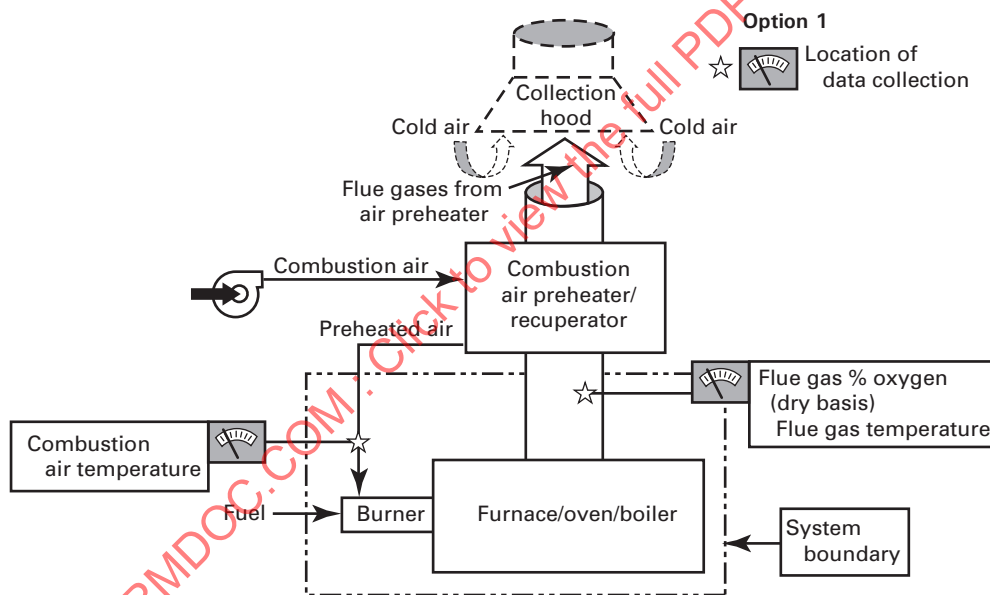 Option 1
Location of
data collection
Collection
hood
Cold air
Cold air
Flue gases from
air preheater
Combustion air
Combustion
air preheater/
recuperator
Preheated air
Flue gas % oxygen
(dry basis)
Flue gas temperature
Combustion
air temperature
Fuel
Burner
Furnace/oven/boiler
System
boundary
RMDOC.COM : Click to view the full PDF